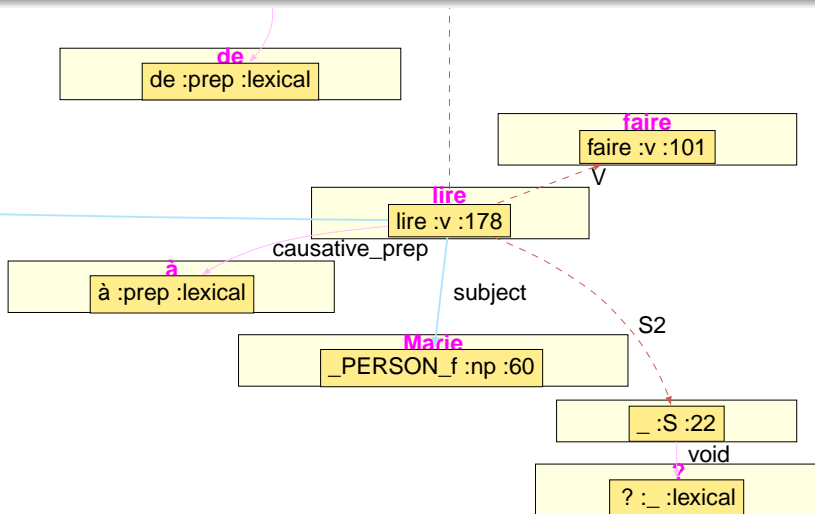 de
de :prep :lexical
faire
faire :v :101
V
lire
lire :v :178
causative_prep
à
à :prep :lexical
subject
S2
Marie
_PERSON_f :np :60
_ :S :22
void
?
? :_ :lexical